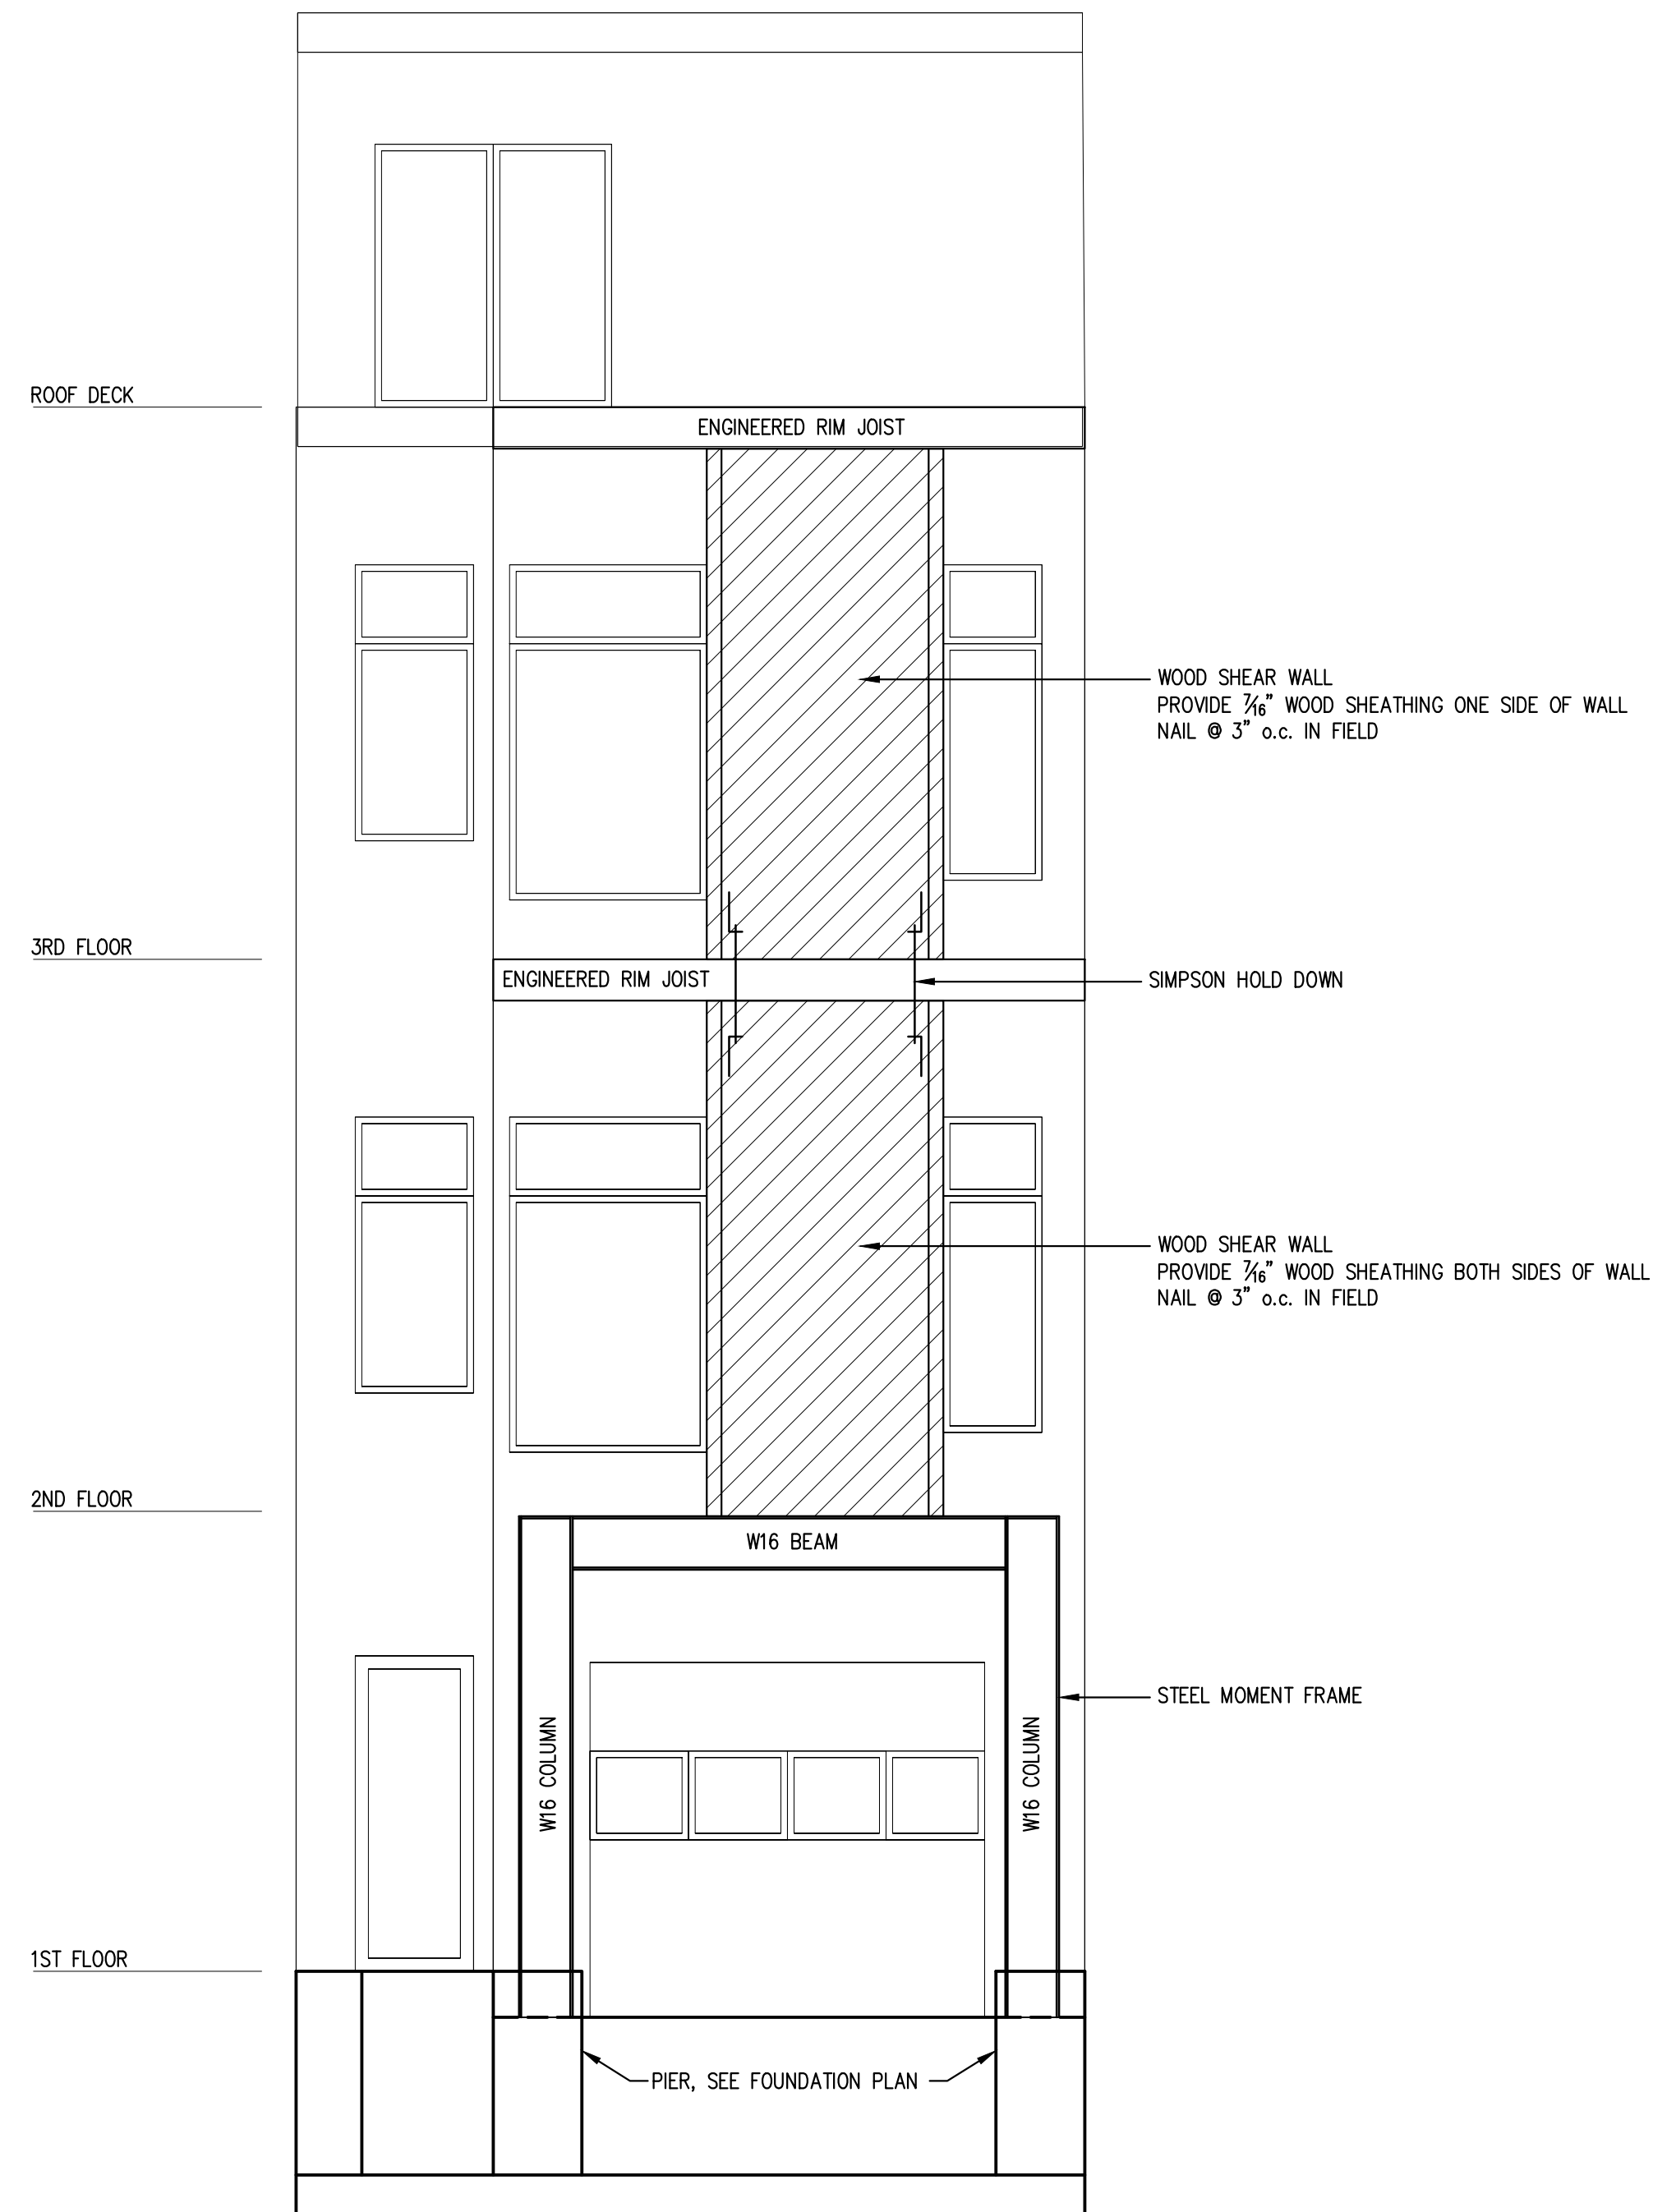 ROOF DECK
ENGINEERED RIM JOIST
WOOD SHEAR WALL
PROVIDE 7/16" WOOD SHEATHING ONE SIDE OF WALL
NAIL @ 3" o.c. IN FIELD
3RD FLOOR
ENGINEERED RIM JOIST
SIMPSON HOLD DOWN
WOOD SHEAR WALL
PROVIDE 7/16" WOOD SHEATHING BOTH SIDES OF WALL
NAIL @ 3" o.c. IN FIELD
2ND FLOOR
W16 BEAM
STEEL MOMENT FRAME
W16 COLUMN
W16 COLUMN
1ST FLOOR
PIER, SEE FOUNDATION PLAN